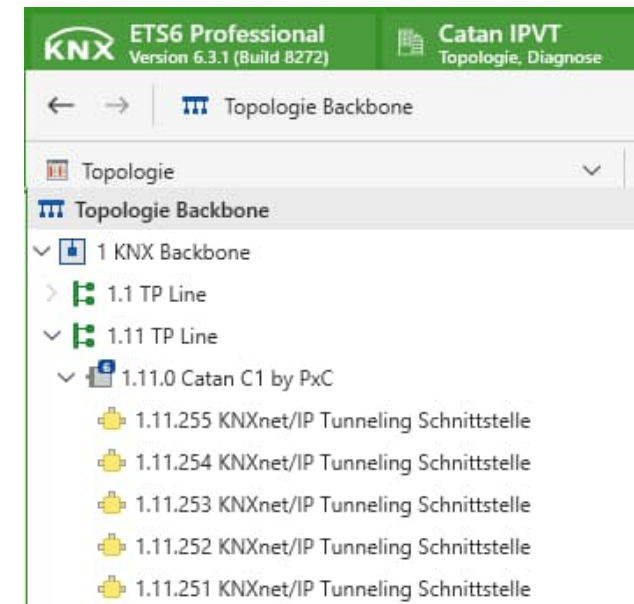 KNX ETS6 Professional Catan IPVT
Version 6.3.1 (Build 8272) Topologie, Diagnose
Topologie Backbone
Topologie
Topologie Backbone
1 KNX Backbone
1.1 TP Line
1.11 TP Line
6
1.11.0 Catan C1 by PxC
1.11.255 KNXnet/IP Tunneling Schnittstelle
1.11.254 KNXnet/IP Tunneling Schnittstelle
1.11.253 KNXnet/IP Tunneling Schnittstelle
1.11.252 KNXnet/IP Tunneling Schnittstelle
1.11.251 KNXnet/IP Tunneling Schnittstelle